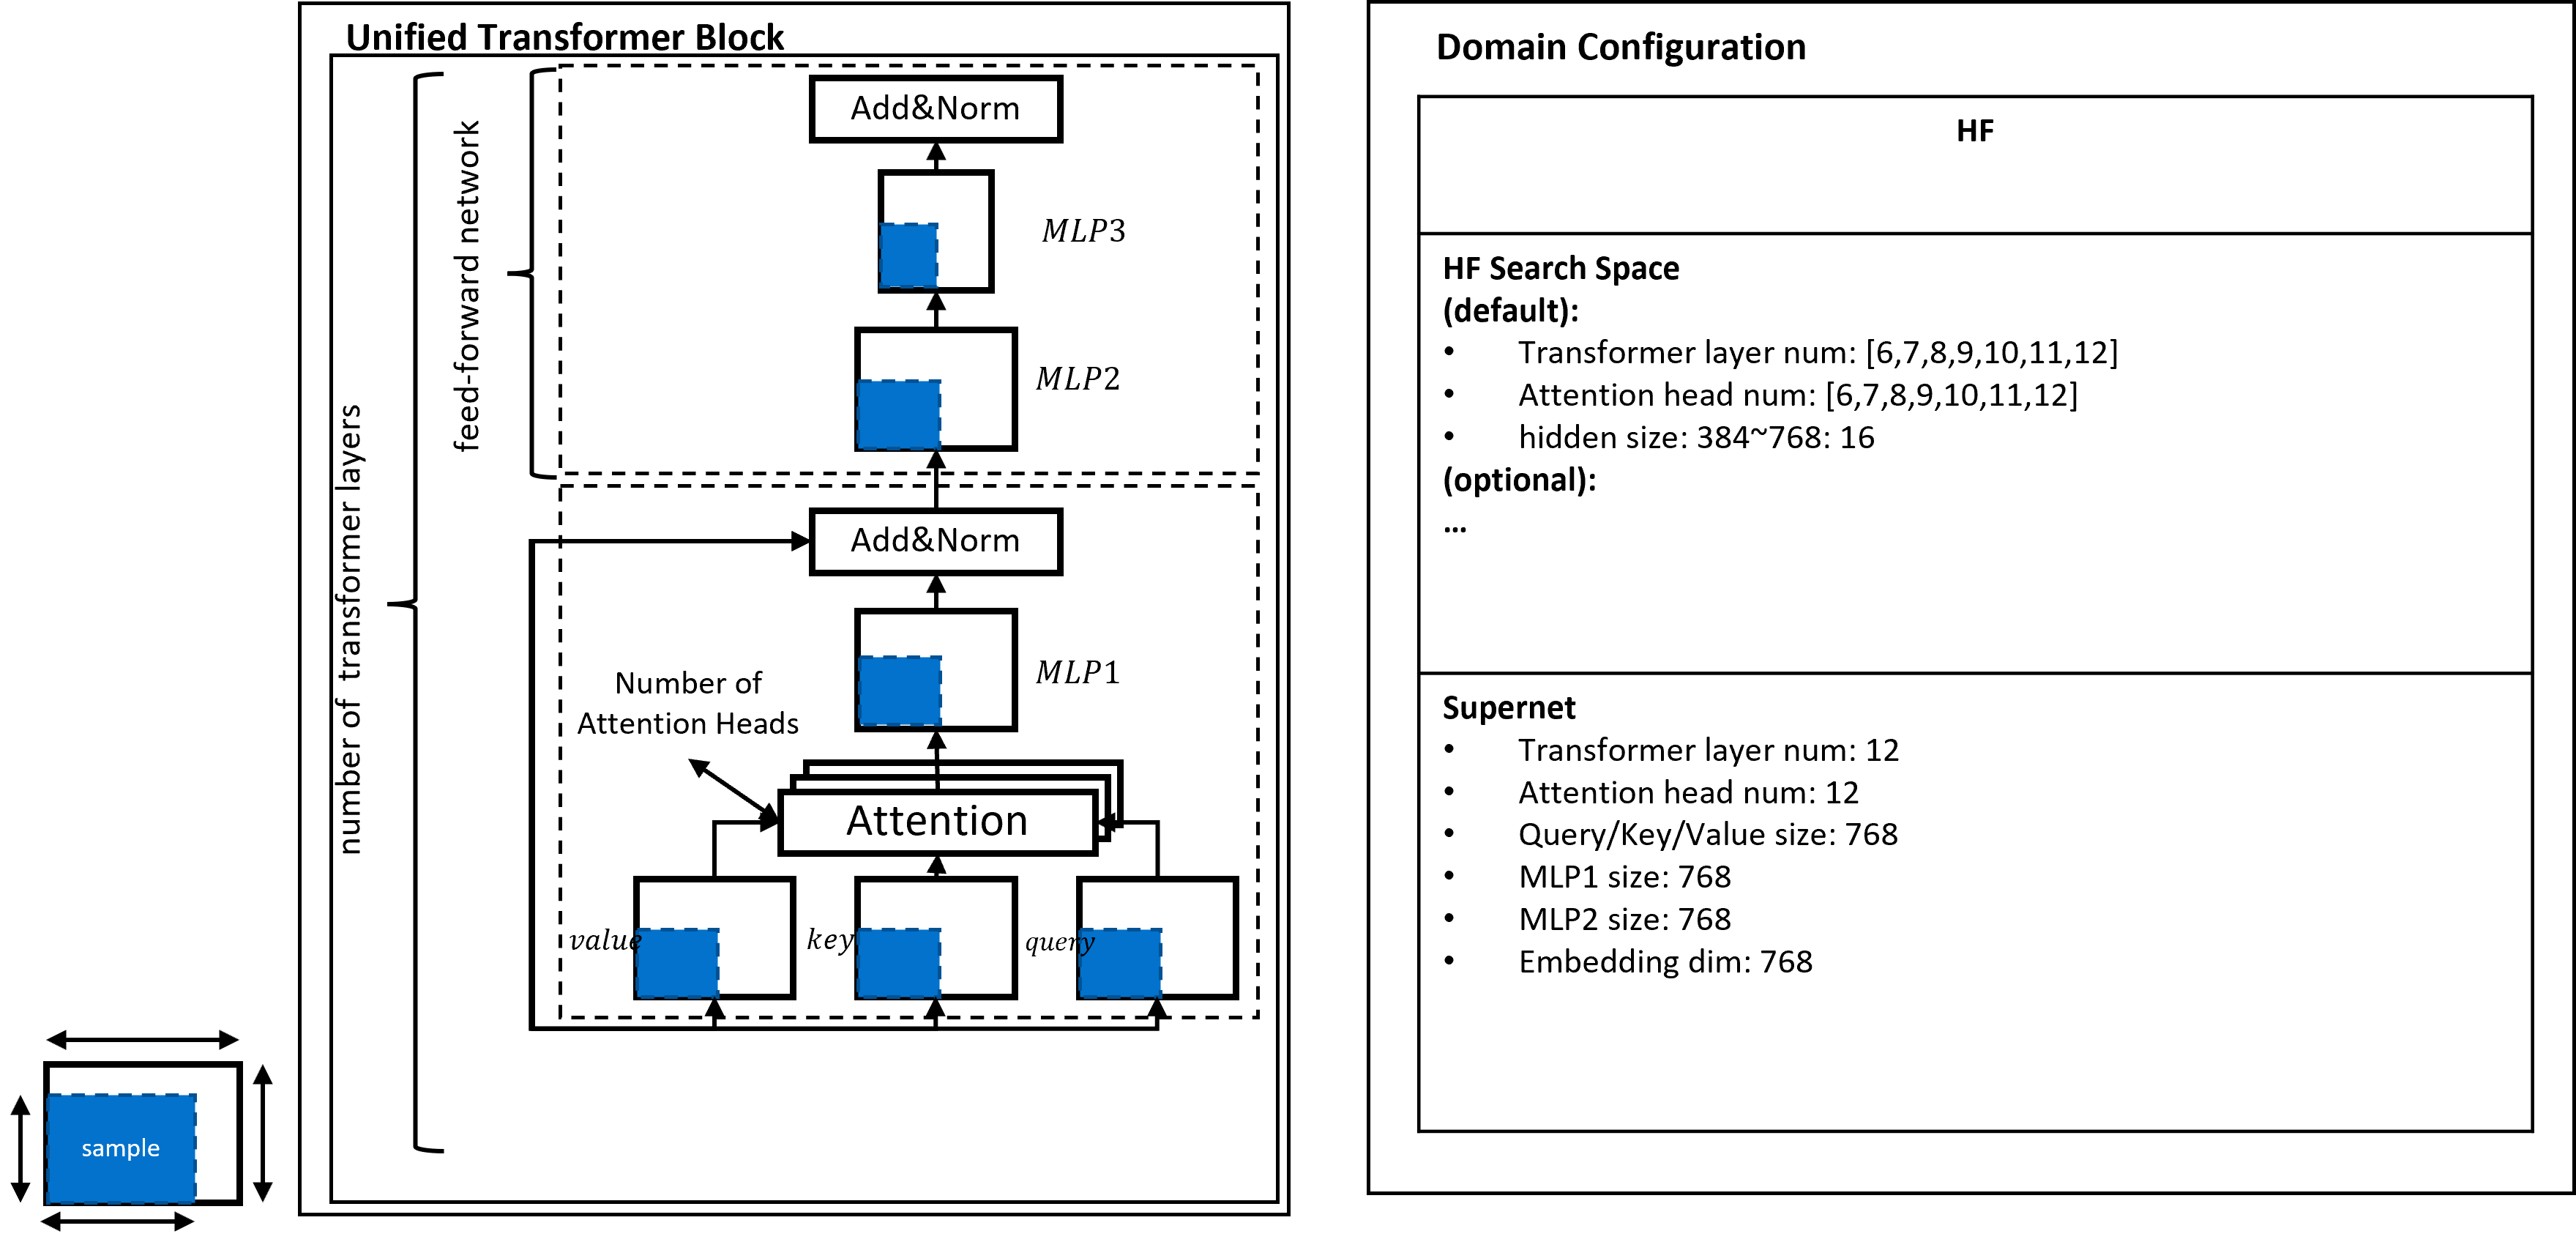 Unified Transformer Block
number of transformer layers
feed-forward network
Add&Norm
MLP3
MLP2
Add&Norm
MLP1
Number of
Attention Heads
Attention
value
key
query
sample
Domain Configuration
HF
HF Search Space
(default):
• Transformer layer num: [6,7,8,9,10,11,12]
• Attention head num: [6,7,8,9,10,11,12]
• hidden size: 384~768: 16
(optional):
...
Supernet
• Transformer layer num: 12
• Attention head num: 12
• Query/Key/Value size: 768
• MLP1 size: 768
• MLP2 size: 768
• Embedding dim: 768